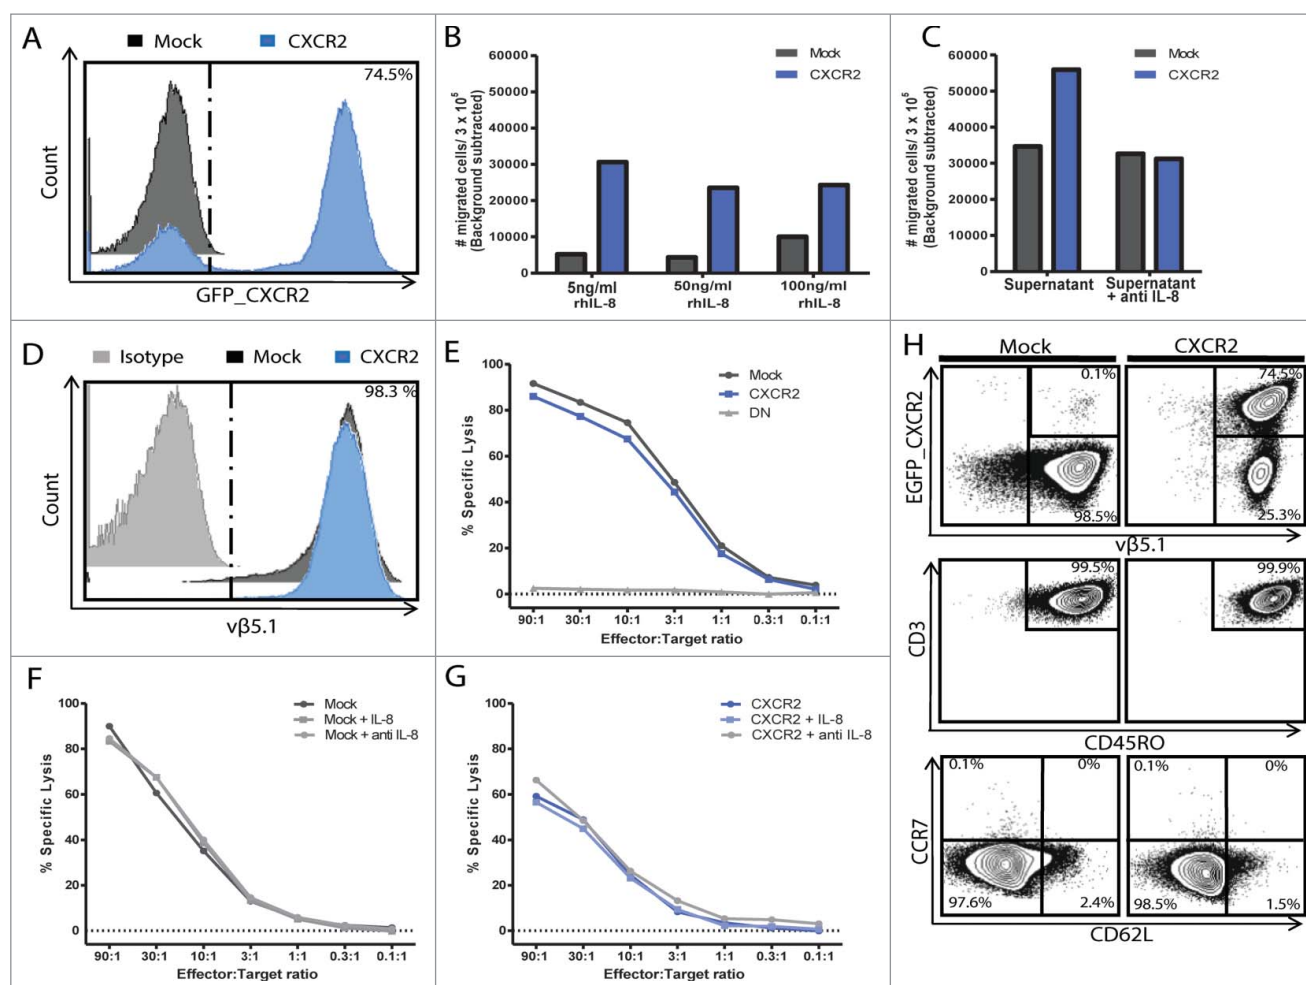 A
Mock CXCR2
74.5%
Count
GFP_CXCR2
B
Mock
CXCR2
# migrated cells/ 3 x 10⁵
(Background subtracted)
60000
50000
40000
30000
20000
10000
0
5ng/ml
rhIL-8
50ng/ml
rhIL-8
100ng/ml
rhIL-8
C
Mock
CXCR2
# migrated cells/ 3 x 10⁵
(Background subtracted)
60000
50000
40000
30000
20000
10000
0
Supernatant
Supernatant
+ anti IL-8
D
Isotype Mock CXCR2
98.3 %
Count
vβ5.1
E
Mock
CXCR2
DN
% Specific Lysis
100
80
60
40
20
0
90:1 30:1 10:1 3:1 1:1 0.3:1 0.1:1
Effector:Target ratio
F
Mock
Mock + IL-8
Mock + anti IL-8
% Specific Lysis
100
80
60
40
20
0
90:1 30:1 10:1 3:1 1:1 0.3:1 0.1:1
Effector:Target ratio
G
CXCR2
CXCR2 + IL-8
CXCR2 + anti IL-8
% Specific Lysis
100
80
60
40
20
0
90:1 30:1 10:1 3:1 1:1 0.3:1 0.1:1
Effector:Target ratio
H
Mock CXCR2
EGFP_CXCR2
0.1% 74.5%
98.5% 25.3%
vβ5.1
CD3
99.5% 99.9%
CD45RO
CCR7
0.1% 0% 0.1% 0%
97.6% 2.4% 98.5% 1.5%
CD62L